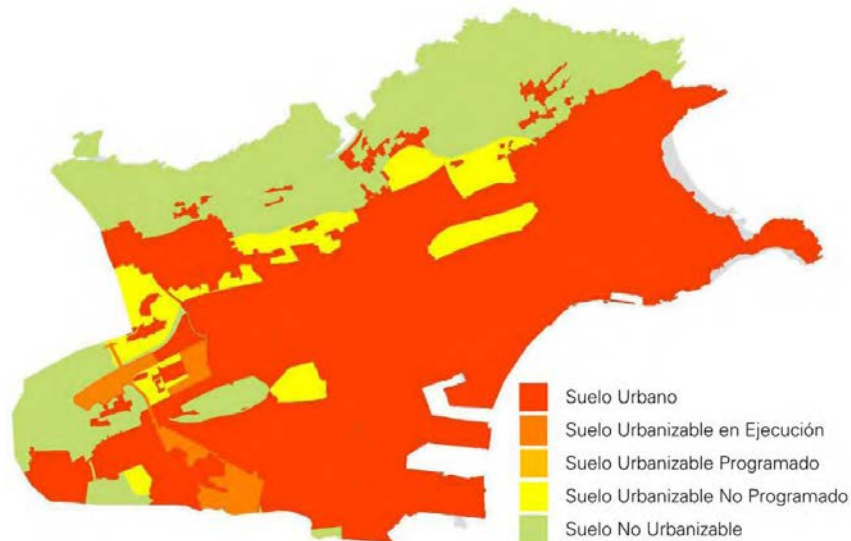 Suelo Urbano
Suelo Urbanizable en Ejecución
Suelo Urbanizable Programado
Suelo Urbanizable No Programado
Suelo No Urbanizable